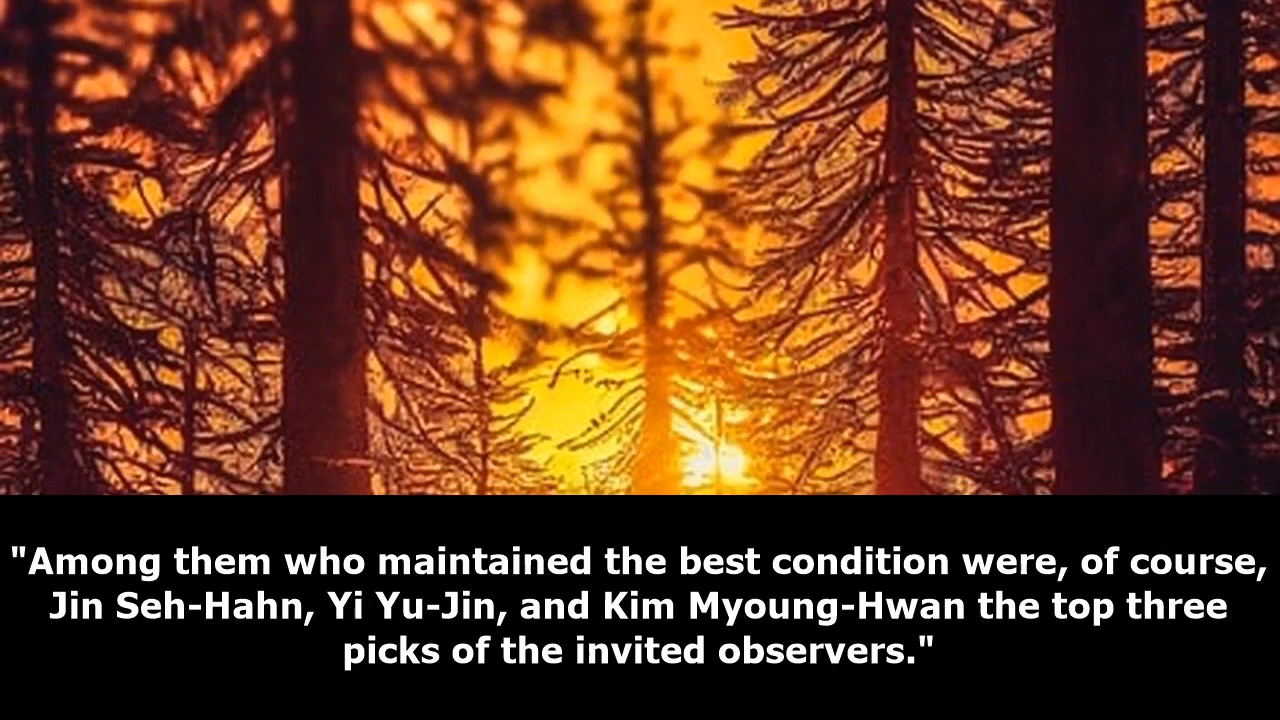 "Among them who maintained the best condition were, of course,
Jin Seh-Hahn, Yi Yu-Jin, and Kim Myoung-Hwan the top three
picks of the invited observers."